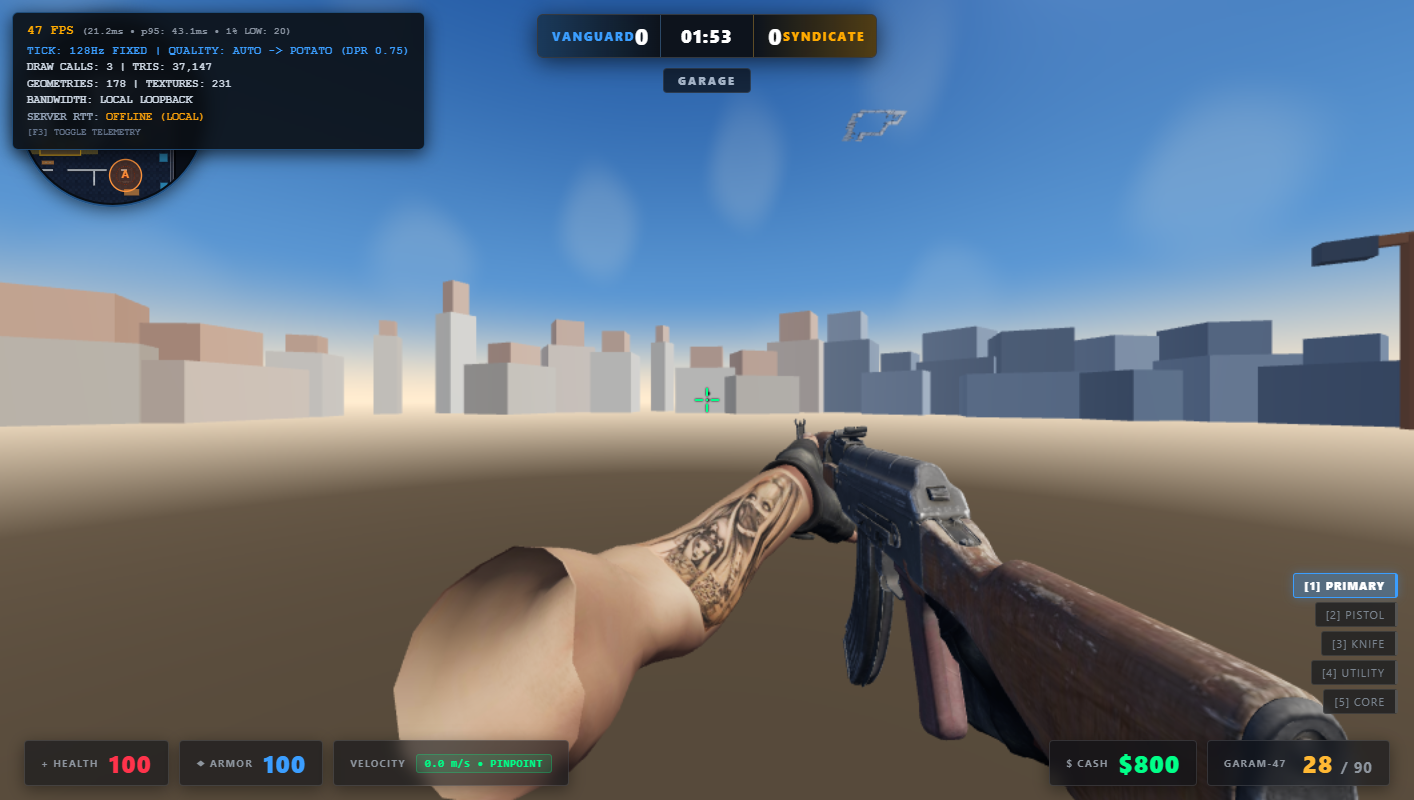 47 FPS (21.2ms • p95: 43.1ms • 1% LOW: 20)
TICK: 128Hz FIXED | QUALITY: AUTO -> POTATO (DPR 0.75)
DRAW CALLS: 3 | TRIS: 37,147
GEOMETRIES: 178 | TEXTURES: 231
BANDWIDTH: LOCAL LOOPBACK
SERVER RTT: OFFLINE (LOCAL)
[F3] TOGGLE TELEMETRY
A
VANGUARD 0 01:53 0 SYNDICATE
GARAGE
[1] PRIMARY
[2] PISTOL
[3] KNIFE
[4] UTILITY
[5] CORE
+ HEALTH 100
◆ ARMOR 100
VELOCITY 0.0 m/s • PINPOINT
$ CASH $800
GARAM-47 28 / 90